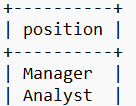 +----------+
| position |
+----------+
| Manager  |
| Analyst  |